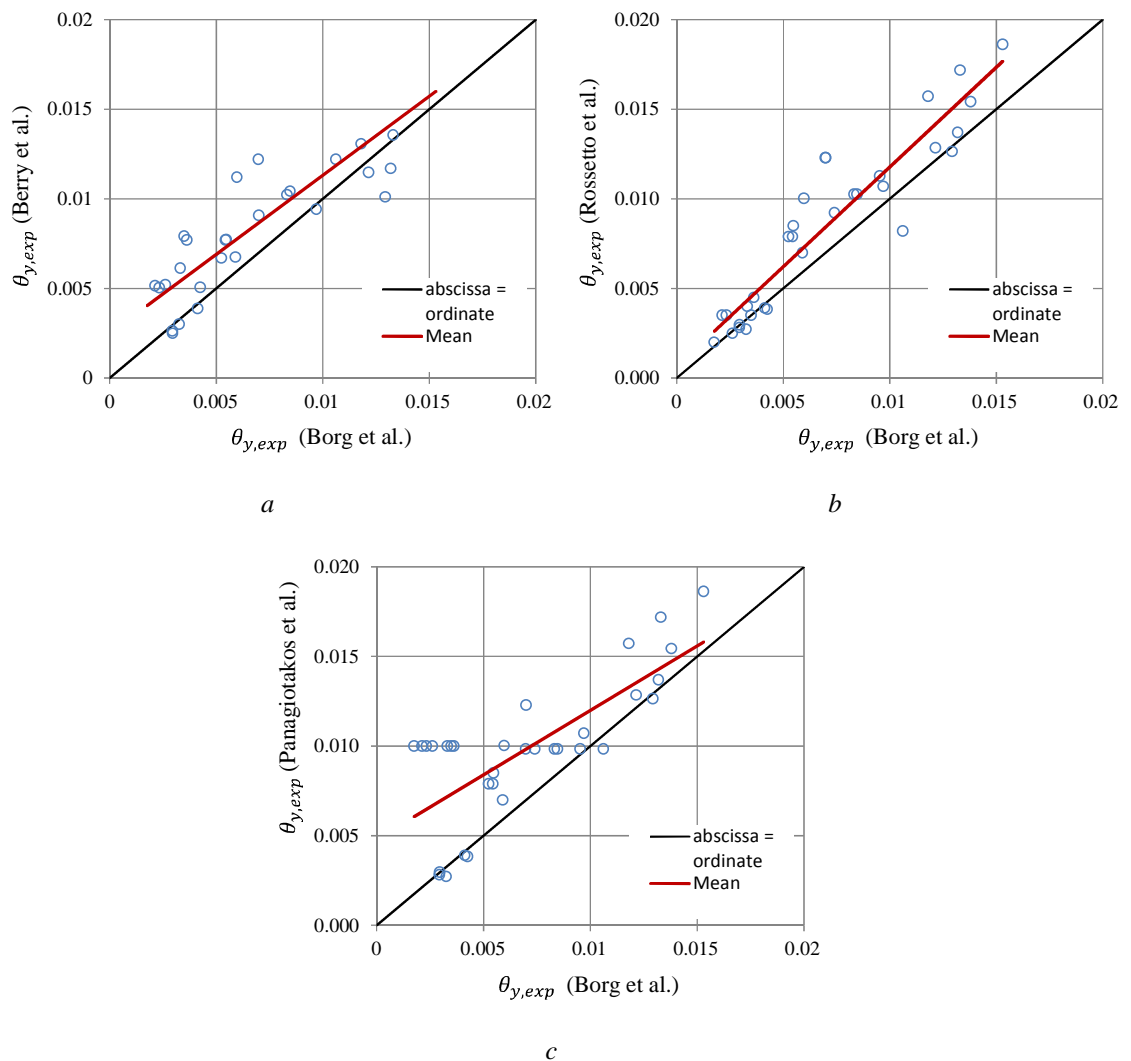 0.02
0.015
0.01
0.005
0
0 0.005 0.01 0.015 0.02
θy,exp (Berry et al.)
θy,exp (Borg et al.)
abscissa =
ordinate
Mean
a
0.020
0.015
0.010
0.005
0.000
0 0.005 0.01 0.015 0.02
θy,exp (Rossetto et al.)
θy,exp (Borg et al.)
abscissa =
ordinate
Mean
b
0.020
0.015
0.010
0.005
0.000
0 0.005 0.01 0.015 0.02
θy,exp (Panagiotakos et al.)
θy,exp (Borg et al.)
abscissa =
ordinate
Mean
c